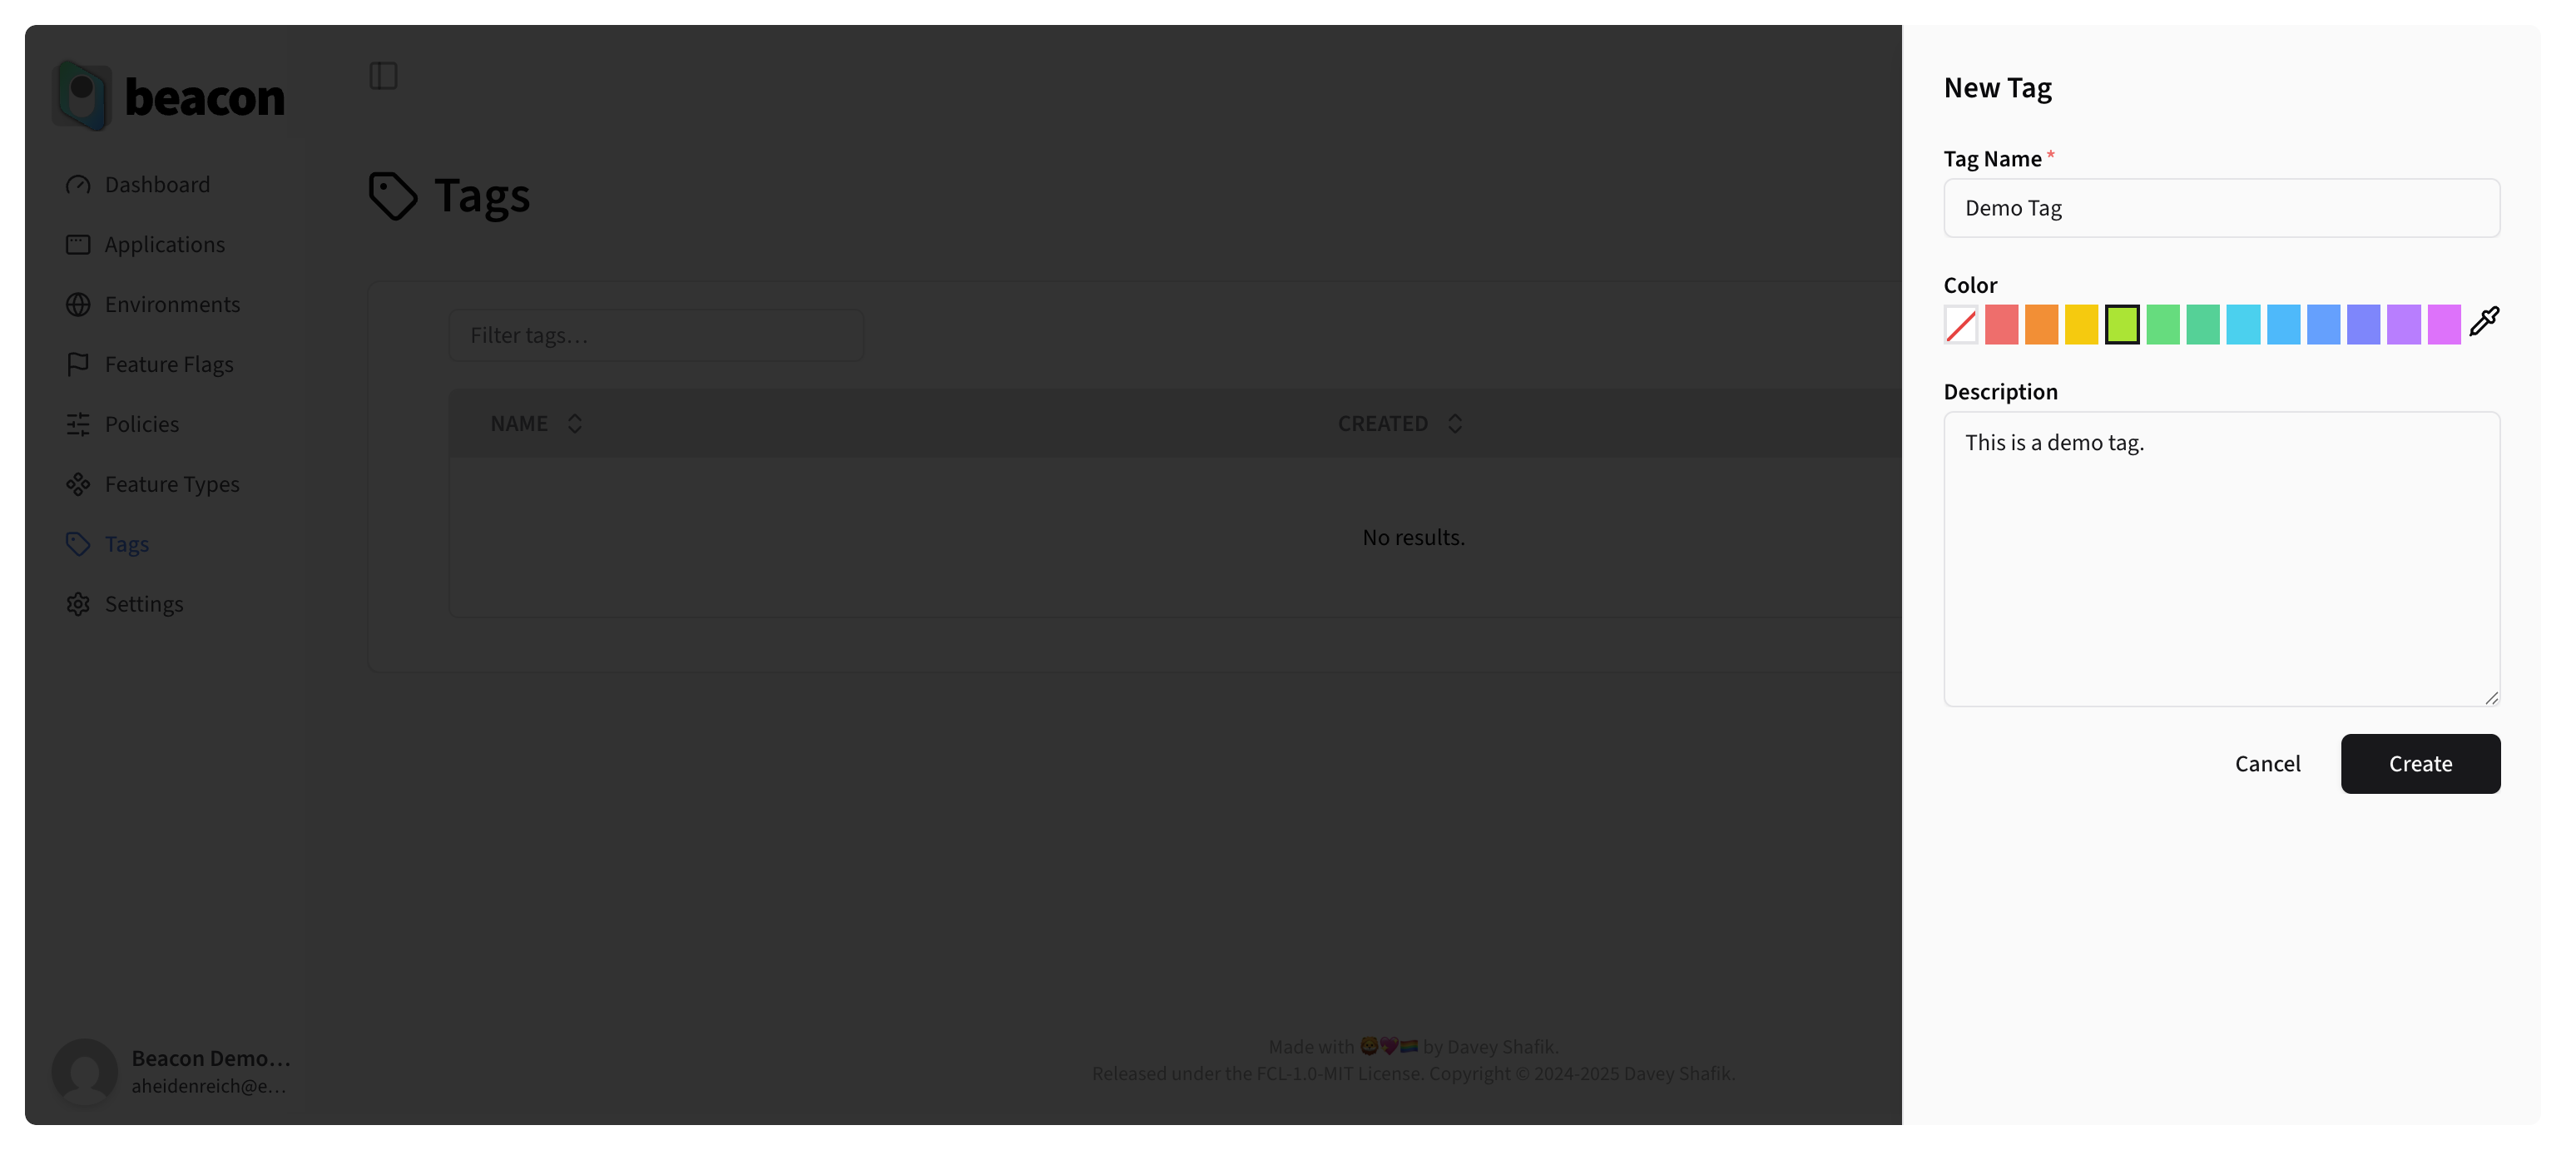 beacon
Dashboard
Applications
Environments
Feature Flags
Policies
Feature Types
Tags
Settings
Beacon Demo...
aheidenreich@e...
Tags
Filter tags...
NAME
CREATED
No results.
Made with 🦁💖🏳️‍🌈 by Davey Shafik.
Released under the FCL-1.0-MIT License. Copyright © 2024-2025 Davey Shafik.
New Tag
Tag Name *
Demo Tag
Color
Description
This is a demo tag.
Cancel
Create